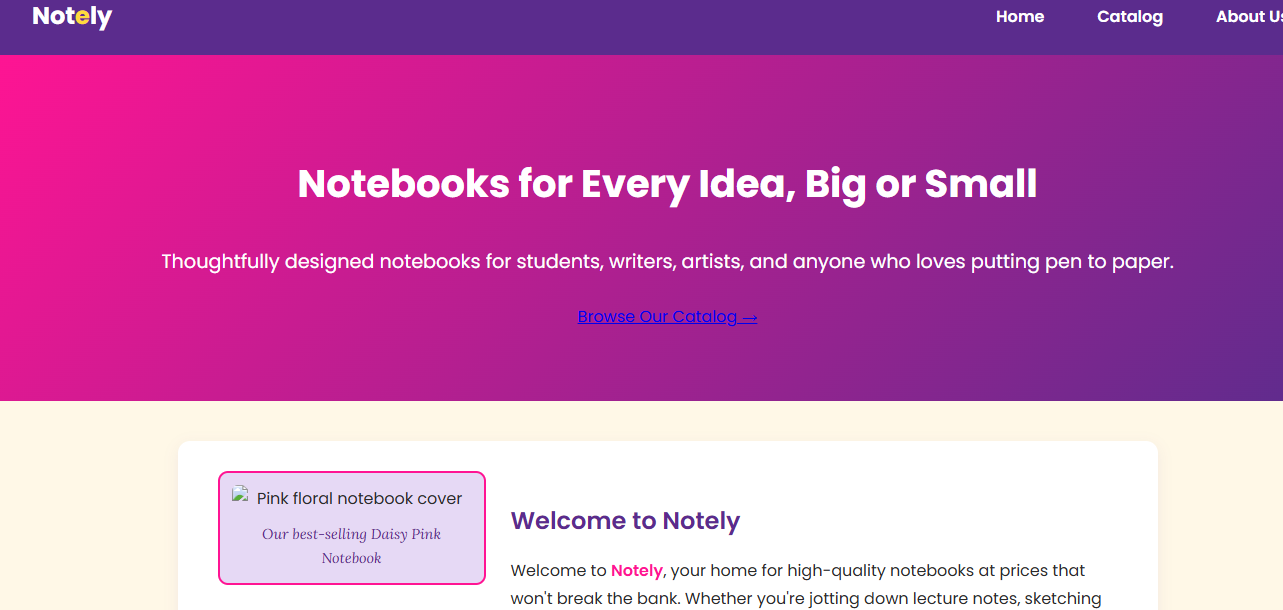 Notely
Home
Catalog
About Us
Notebooks for Every Idea, Big or Small
Thoughtfully designed notebooks for students, writers, artists, and anyone who loves putting pen to paper.
Browse Our Catalog →
Pink floral notebook cover
Our best-selling Daisy Pink
Notebook
Welcome to Notely
Welcome to Notely, your home for high-quality notebooks at prices that
won't break the bank. Whether you're jotting down lecture notes, sketching